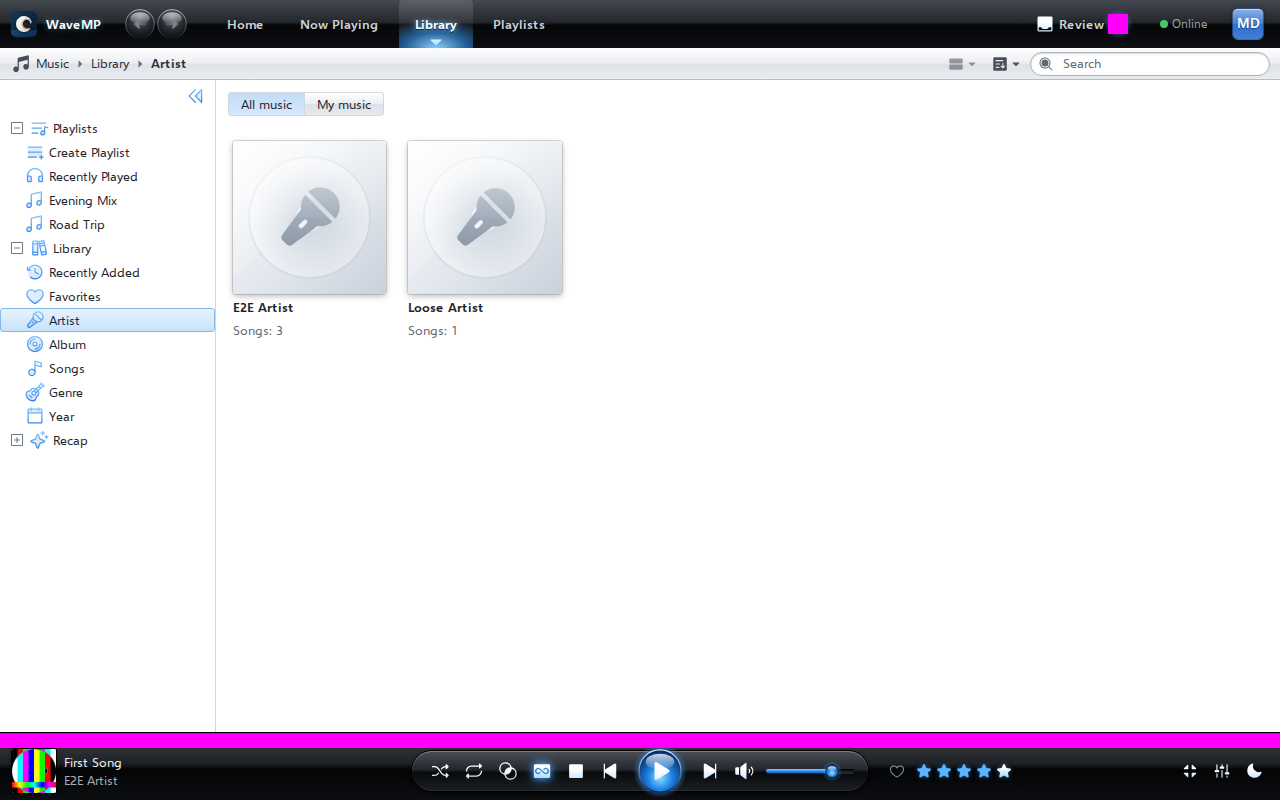 WaveMP
Home
Now Playing
Library
Playlists
Review
Online
MD
Music
Library
Artist
Search
All music
My music
Playlists
Create Playlist
Recently Played
Evening Mix
Road Trip
Library
Recently Added
Favorites
Artist
Album
Songs
Genre
Year
Recap
E2E Artist
Songs: 3
Loose Artist
Songs: 1
First Song
E2E Artist